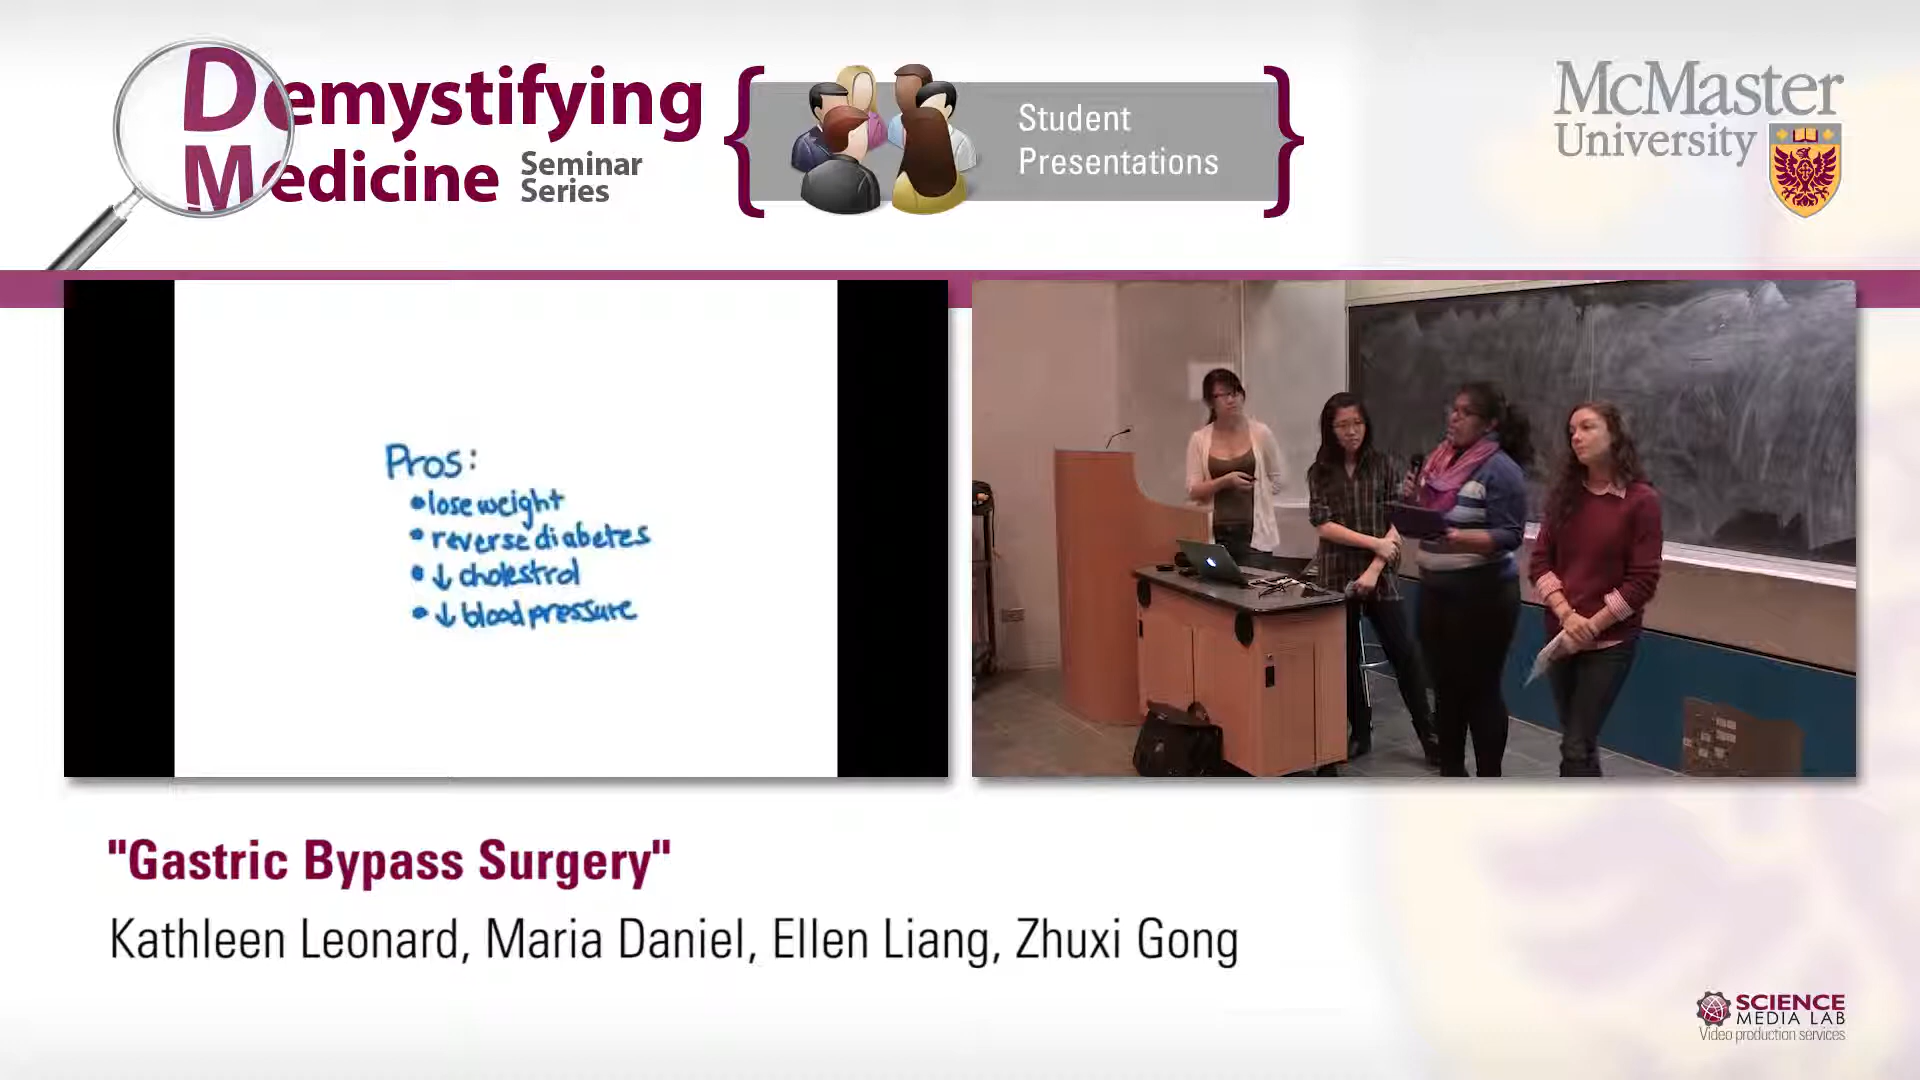 Demystifying
Medicine Seminar
Series
Student
Presentations
McMaster
University
Pros:
•lose weight
• reverse diabetes
• ↓ cholestrol
• ↓ blood pressure
"Gastric Bypass Surgery"
Kathleen Leonard, Maria Daniel, Ellen Liang, Zhuxi Gong
SCIENCE
MEDIA LAB
Video production services